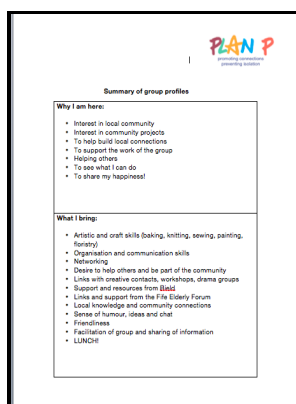 PLAN P
promoting connections
preventing isolation
Summary of group profiles
Why I am here:
• Interest in local community
• Interest in community projects
• To help build local connections
• To support the work of the group
• Helping others
• To see what I can do
• To share my happiness!
What I bring:
• Artistic and craft skills (baking, knitting, sewing, painting,
floristry)
• Organisation and communication skills
• Networking
• Desire to help others and be part of the community
• Links with creative contacts, workshops, drama groups
• Support and resources from Bield
• Links and support from the Fife Elderly Forum
• Local knowledge and community connections
• Sense of humour, ideas and chat
• Friendliness
• Facilitation of group and sharing of information
• LUNCH!